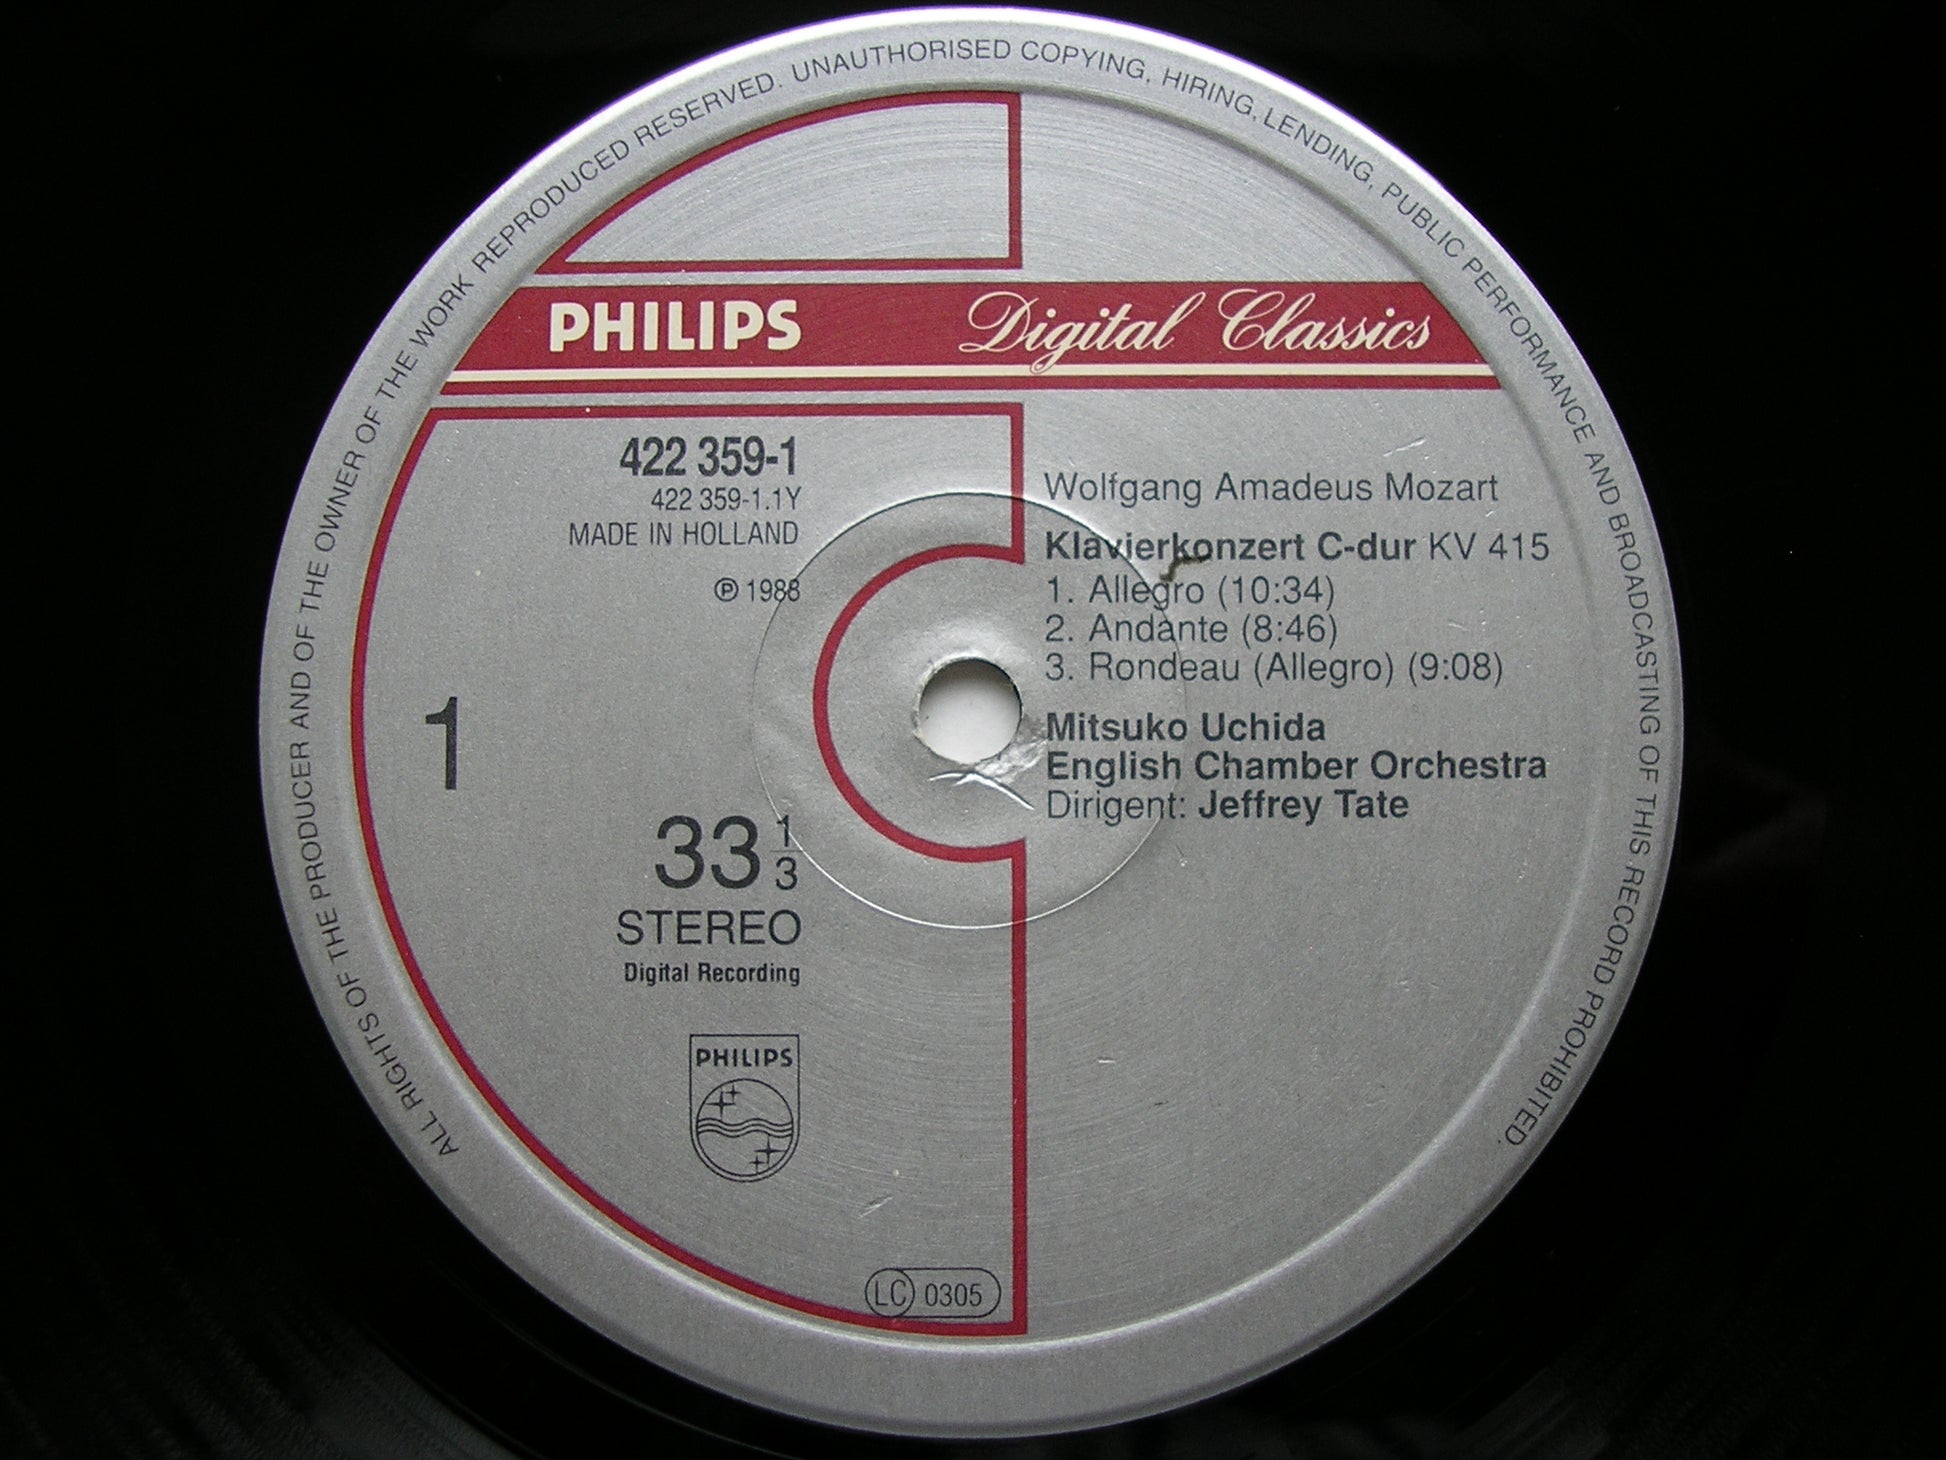 ALL RIGHTS OF THE PRODUCER AND OF THE OWNER OF THE WORK REPRODUCED RESERVED. UNAUTHORISED COPYING, HIRING, LENDING, PUBLIC PERFORMANCE AND BROADCASTING OF THIS RECORD PROHIBITED.
PHILIPS Digital Classics
422 359-1
422 359-1.1Y
MADE IN HOLLAND
℗ 1988
1
33 1/3
STEREO
Digital Recording
PHILIPS
LC 0305
Wolfgang Amadeus Mozart
Klavierkonzert C-dur KV 415
1. Allegro (10:34)
2. Andante (8:46)
3. Rondeau (Allegro) (9:08)
Mitsuko Uchida
English Chamber Orchestra
Dirigent: Jeffrey Tate